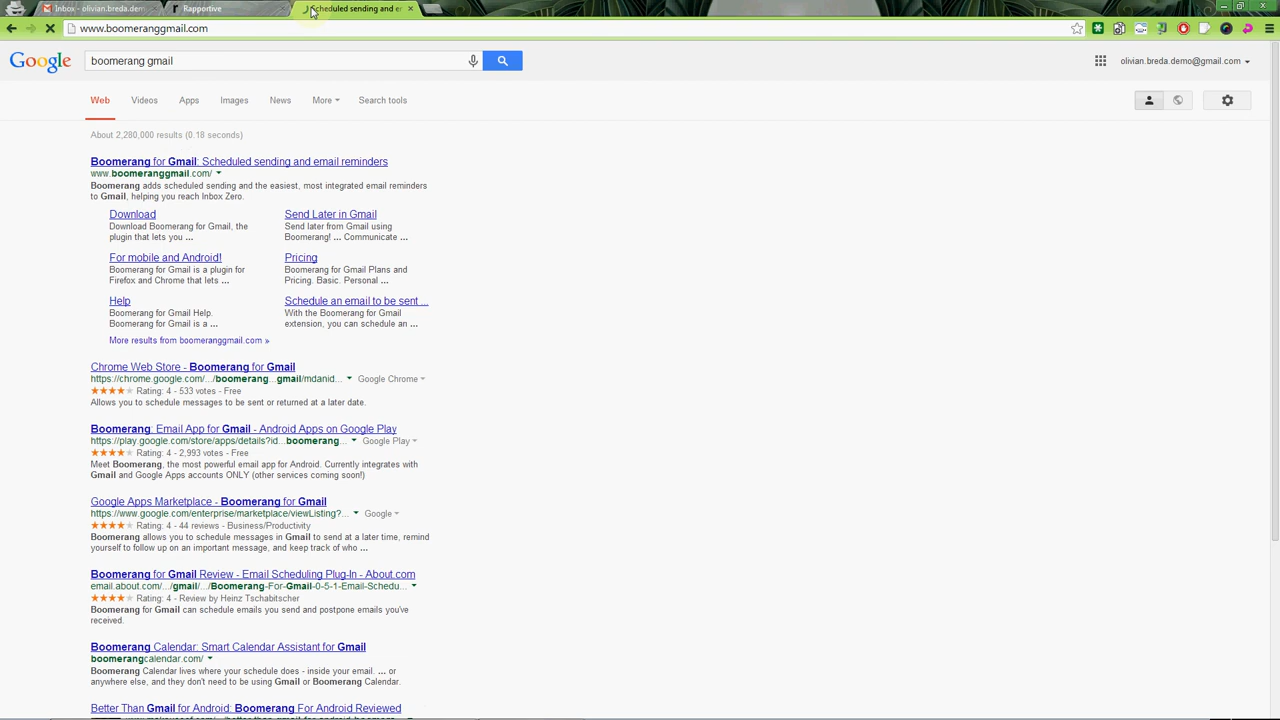 Inbox - olivian.breda.dem
Rapportive
Scheduled sending and e
www.boomeranggmail.com
Google
boomerang gmail
olivian.breda.demo@gmail.com
Web
Videos
Apps
Images
News
More
Search tools
About 2,280,000 results (0.18 seconds)
Boomerang for Gmail: Scheduled sending and email reminders
www.boomeranggmail.com/
Boomerang adds scheduled sending and the easiest, most integrated email reminders
to Gmail, helping you reach Inbox Zero.
Download
Download Boomerang for Gmail, the
plugin that lets you ...
Send Later in Gmail
Send later from Gmail using
Boomerang! ... Communicate ...
For mobile and Android!
Boomerang for Gmail is a plugin for
Firefox and Chrome that lets ...
Pricing
Boomerang for Gmail Plans and
Pricing. Basic. Personal ...
Help
Boomerang for Gmail Help.
Boomerang for Gmail is a ...
Schedule an email to be sent ...
With the Boomerang for Gmail
extension, you can schedule an ...
More results from boomeranggmail.com »
Chrome Web Store - Boomerang for Gmail
https://chrome.google.com/.../boomerang...gmail/mdanid... Google Chrome
Rating: 4 - 533 votes - Free
Allows you to schedule messages to be sent or returned at a later date.
Boomerang: Email App for Gmail - Android Apps on Google Play
https://play.google.com/store/apps/details?id...boomerang... Google Play
Rating: 4 - 2,993 votes - Free
Meet Boomerang, the most powerful email app for Android. Currently integrates with
Gmail and Google Apps accounts ONLY (other services coming soon!)
Google Apps Marketplace - Boomerang for Gmail
https://www.google.com/enterprise/marketplace/viewListing?... Google
Rating: 4 - 44 reviews - Business/Productivity
Boomerang allows you to schedule messages in Gmail to send at a later time, remind
yourself to follow up on an important message, and keep track of who ...
Boomerang for Gmail Review - Email Scheduling Plug-In - About.com
email.about.com/.../gmail/.../Boomerang-For-Gmail-0-5-1-Email-Schedu...
Rating: 4 - Review by Heinz Tschabitscher
Boomerang for Gmail can schedule emails you send and postpone emails you've
received.
Boomerang Calendar: Smart Calendar Assistant for Gmail
boomerangcalendar.com/
Boomerang Calendar lives where your schedule does - inside your email. ... or
anywhere else, and they don't need to be using Gmail or Boomerang Calendar.
Better Than Gmail for Android: Boomerang For Android Reviewed